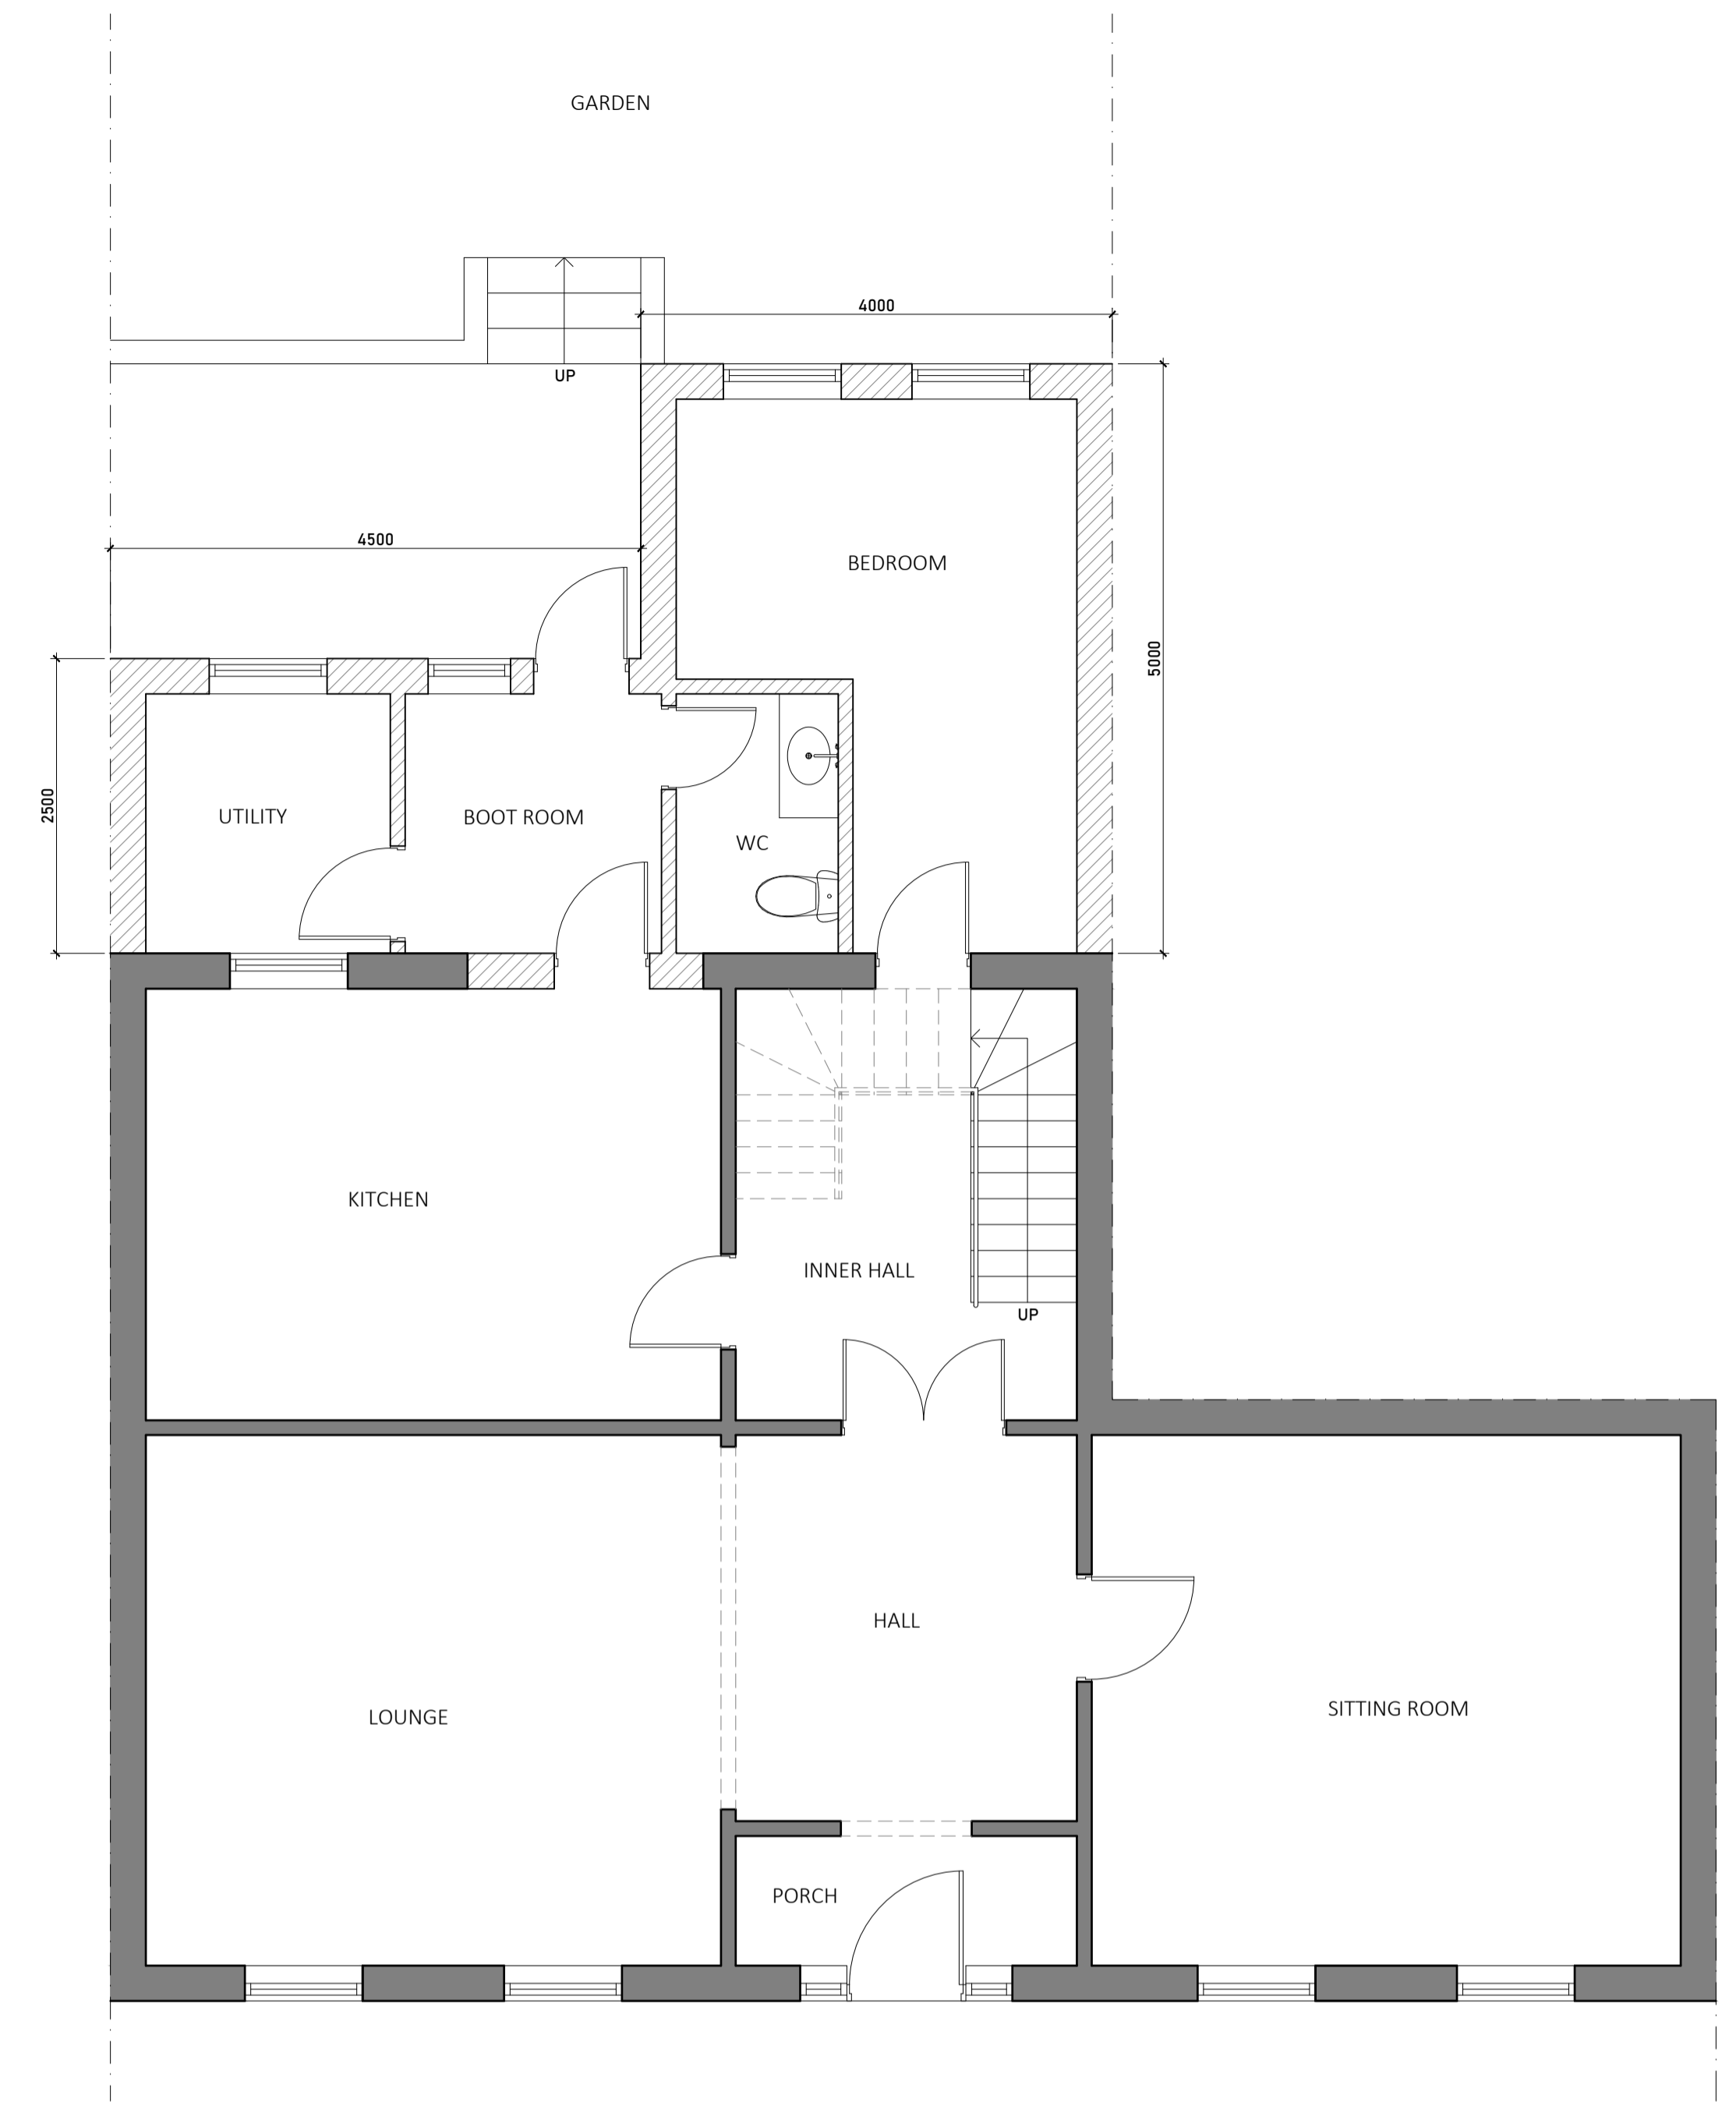 GARDEN
4000
UP
4500
BEDROOM
5000
2500
UTILITY
BOOT ROOM
WC
KITCHEN
INNER HALL
UP
HALL
LOUNGE
SITTING ROOM
PORCH